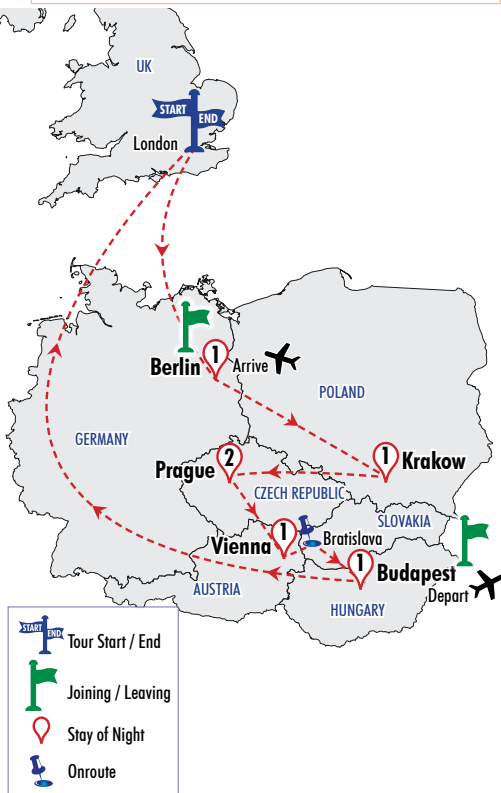 UK
START
END
London
Berlin
1
Arrive
POLAND
GERMANY
Prague
2
1
Krakow
CZECH REPUBLIC
SLOVAKIA
Vienna
1
Bratislava
1
Budapest
Depart
AUSTRIA
HUNGARY
START
END
Tour Start / End
Joining / Leaving
Stay of Night
Onroute